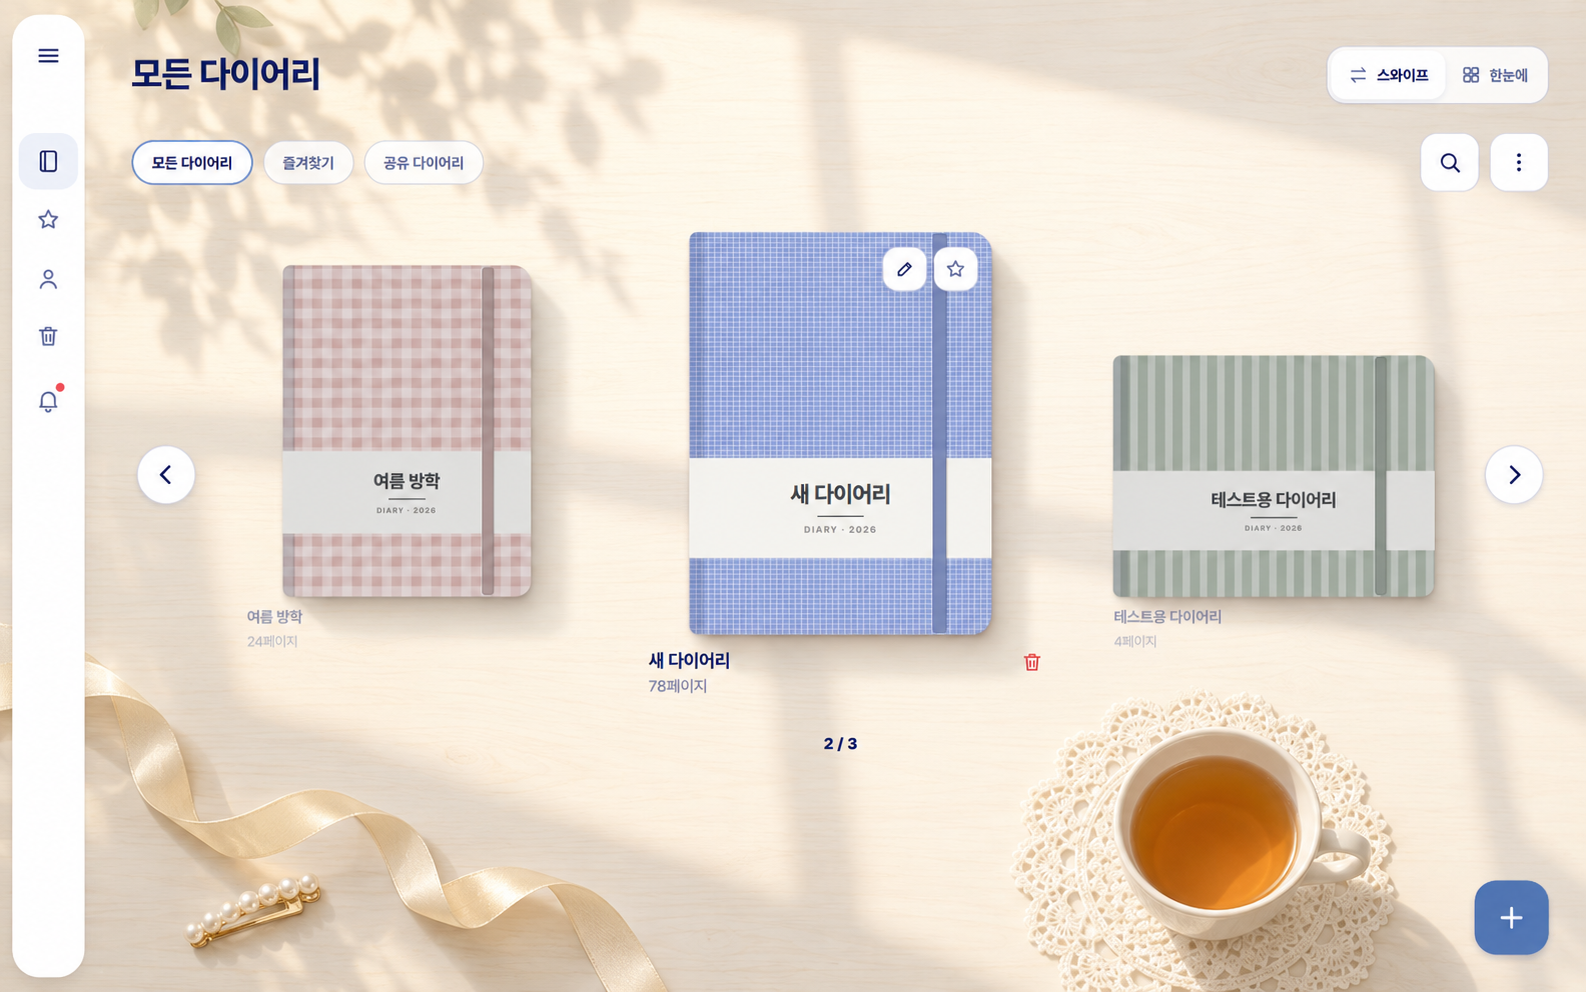 모든 다이어리
스와이프
한눈에
모든 다이어리
즐겨찾기
공유 다이어리
여름 방학
DIARY · 2026
새 다이어리
DIARY · 2026
테스트용 다이어리
DIARY · 2026
여름 방학
24페이지
새 다이어리
78페이지
테스트용 다이어리
4페이지
2 / 3